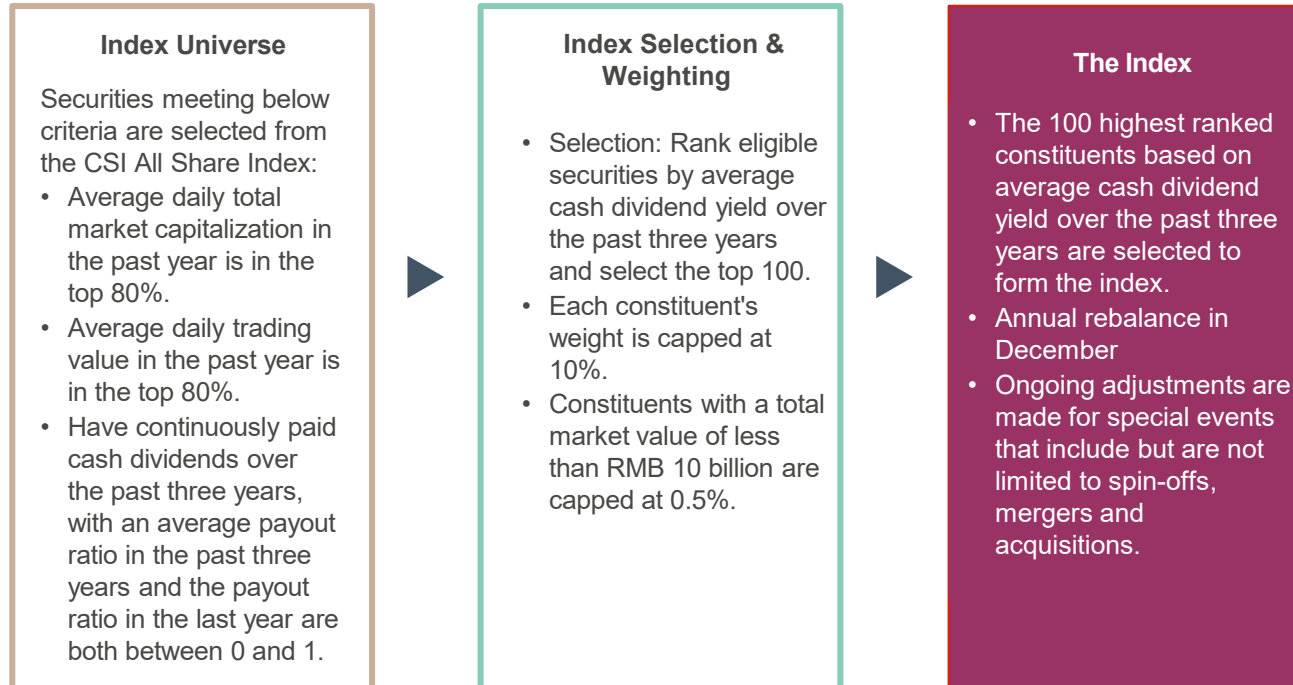 Index Universe
Securities meeting below
criteria are selected from
the CSI All Share Index:
• Average daily total
market capitalization in
the past year is in the
top 80%.
• Average daily trading
value in the past year is
in the top 80%.
• Have continuously paid
cash dividends over
the past three years,
with an average payout
ratio in the past three
years and the payout
ratio in the last year are
both between 0 and 1.
Index Selection &
Weighting
• Selection: Rank eligible
securities by average
cash dividend yield over
the past three years
and select the top 100.
• Each constituent's
weight is capped at
10%.
• Constituents with a total
market value of less
than RMB 10 billion are
capped at 0.5%.
The Index
• The 100 highest ranked
constituents based on
average cash dividend
yield over the past three
years are selected to
form the index.
• Annual rebalance in
December
• Ongoing adjustments are
made for special events
that include but are not
limited to spin-offs,
mergers and
acquisitions.